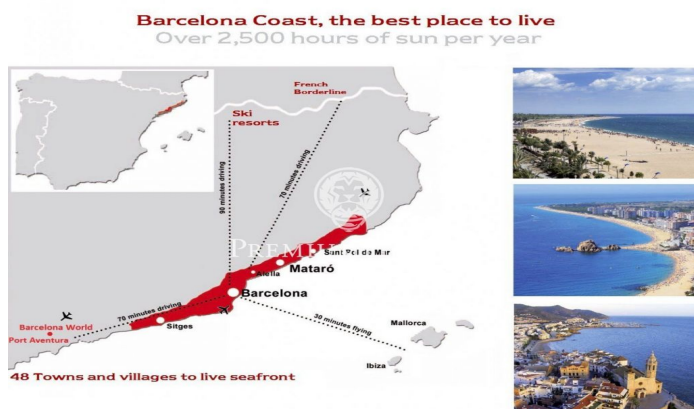 Barcelona Coast, the best place to live
Over 2,500 hours of sun per year
French
Borderline
Ski
resorts
90 minutes driving
70 minutes driving
Sant Pol de Mar
Mataró
Alella
Barcelona
70 minutes driving
30 minutes flying
Barcelona World
Port Aventura
Sitges
Mallorca
Ibiza
48 Towns and villages to live seafront